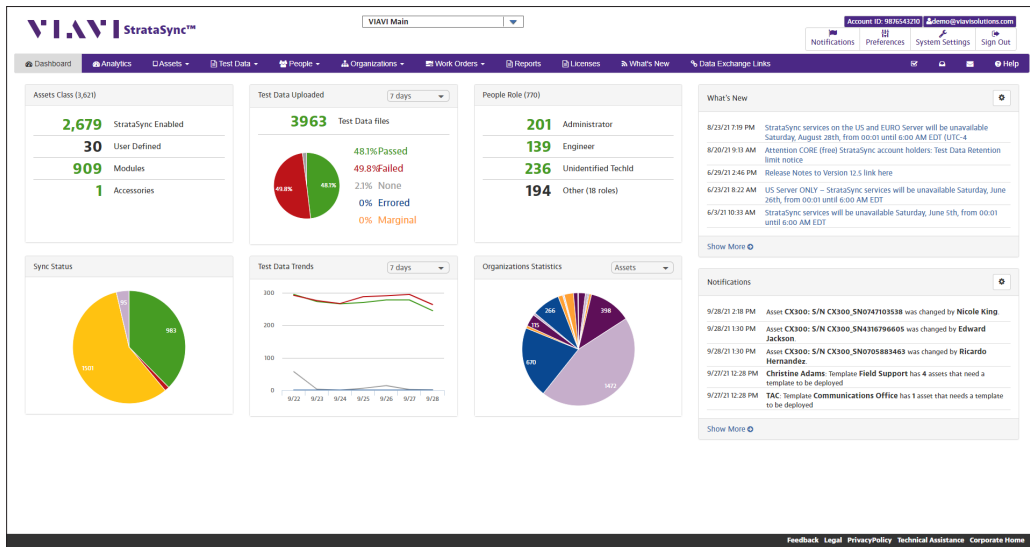 VIAVI StrataSync™
VIAVI Main
Account ID: 9876543210 demo@viavisolutions.com
Notifications Preferences System Settings Sign Out
Dashboard Analytics Assets Test Data People Organizations Work Orders Reports Licenses What's New Data Exchange Links Help
Assets Class (3,621)
2,679 StrataSync Enabled
30 User Defined
909 Modules
1 Accessories
Test Data Uploaded 7 days
3963 Test Data files
48.1% Passed
49.8% Failed
2.1% None
0% Errored
0% Marginal
49.8% 48.1%
People Role (770)
201 Administrator
139 Engineer
236 Unidentified TechId
194 Other (18 roles)
What's New
8/23/21 7:19 PM StrataSync services on the US and EURO Server will be unavailable
Saturday, August 28th, from 00:01 until 6:00 AM EDT (UTC-4
8/20/21 9:13 AM Attention CORE (free) StrataSync account holders: Test Data Retention
limit notice
6/29/21 2:46 PM Release Notes to Version 12.5 link here
6/23/21 8:22 AM US Server ONLY – StrataSync services will be unavailable Saturday, June
26th, from 00:01 until 6:00 AM EDT
6/3/21 10:33 AM StrataSync services will be unavailable Saturday, June 5th, from 00:01
until 6:00 AM EDT
Show More
Sync Status
95
983
1501
Test Data Trends 7 days
300
200
100
0
9/22 9/23 9/24 9/25 9/26 9/27 9/28
Organizations Statistics Assets
266
398
115
670
1422
Notifications
9/28/21 2:18 PM Asset CX300: S/N CX300_SN0747103538 was changed by Nicole King.
9/28/21 1:30 PM Asset CX300: S/N CX300_SN4316796605 was changed by Edward
Jackson.
9/28/21 1:30 PM Asset CX300: S/N CX300_SN0705883463 was changed by Ricardo
Hernandez.
9/27/21 12:28 PM Christine Adams: Template Field Support has 4 assets that need a
template to be deployed
9/27/21 12:28 PM TAC: Template Communications Office has 1 asset that needs a template
to be deployed
Show More
Feedback Legal PrivacyPolicy Technical Assistance Corporate Home